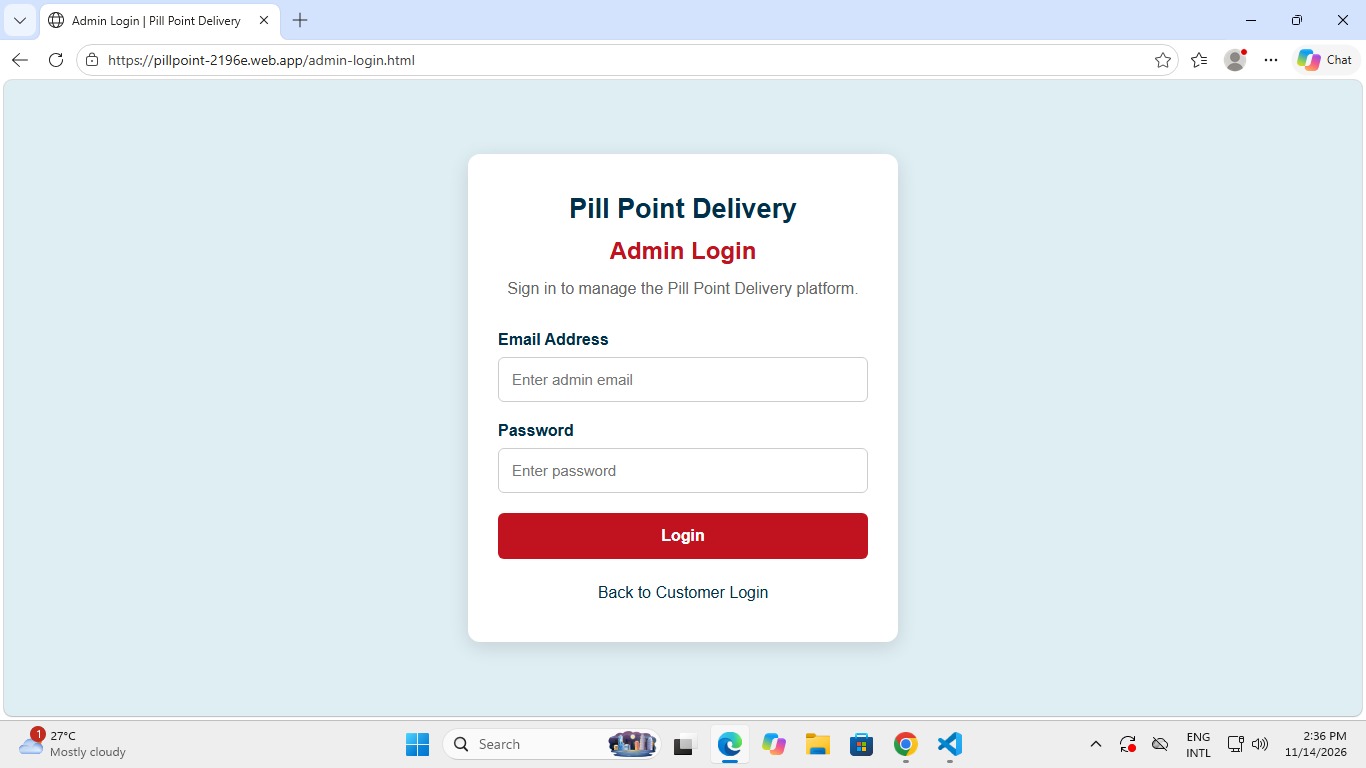 Admin Login | Pill Point Delivery
https://pillpoint-2196e.web.app/admin-login.html
Chat
Pill Point Delivery
Admin Login
Sign in to manage the Pill Point Delivery platform.
Email Address
Enter admin email
Password
Enter password
Login
Back to Customer Login
1
27°C
Mostly cloudy
Search
ENG
INTL
2:36 PM
11/14/2026